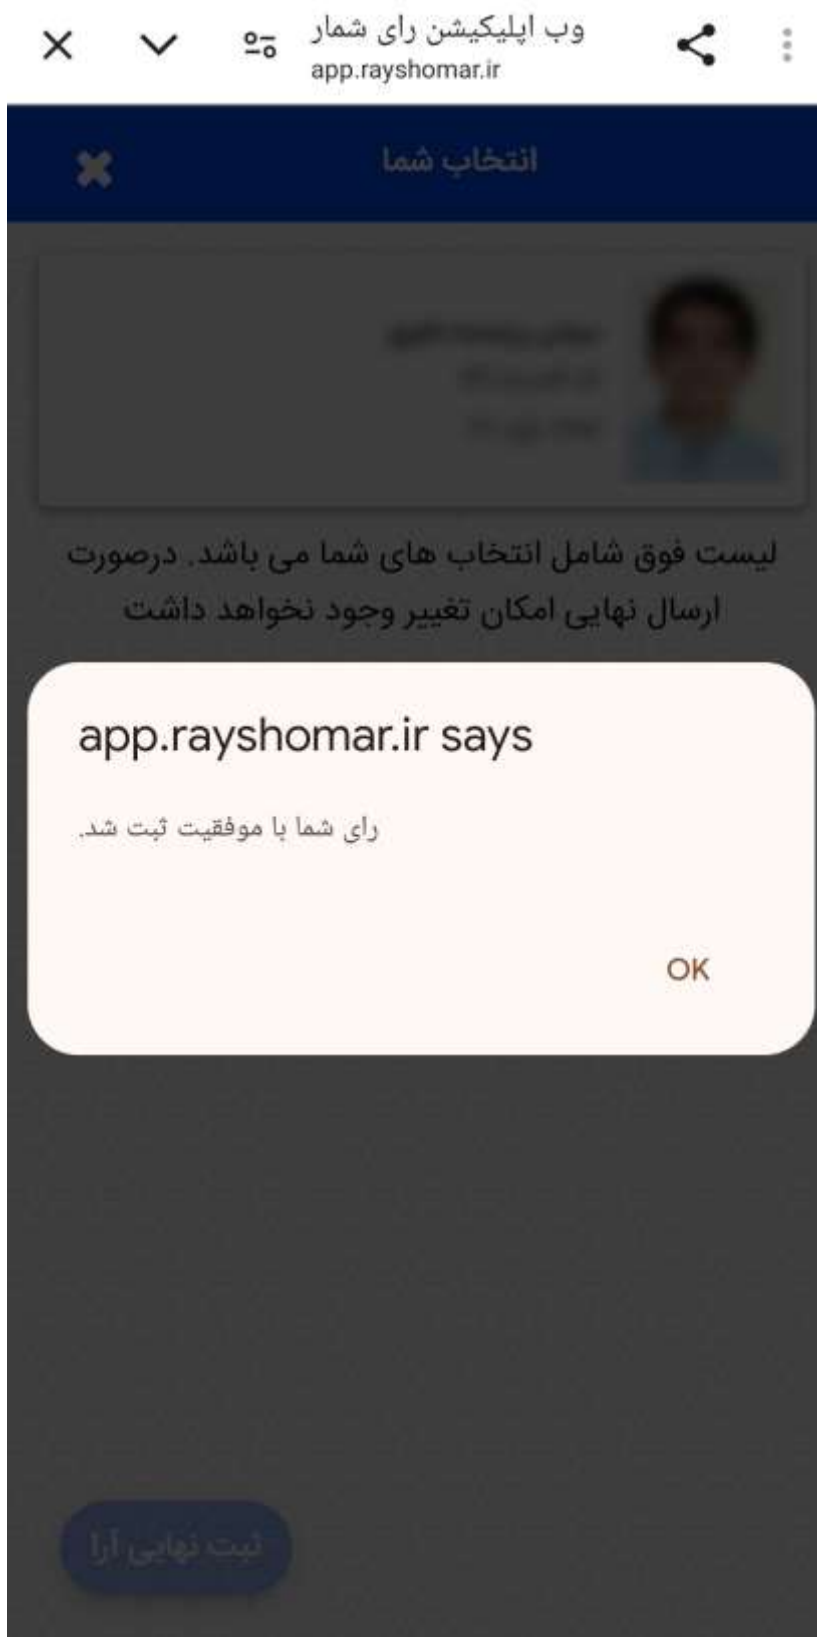 وب اپلیکیشن رای شمار
app.rayshomar.ir
انتخاب شما
لیست فوق شامل انتخاب های شما می باشد. درصورت
ارسال نهایی امکان تغییر وجود نخواهد داشت
app.rayshomar.ir says
رای شما با موفقیت ثبت شد.
OK
ثبت نهایی آرا